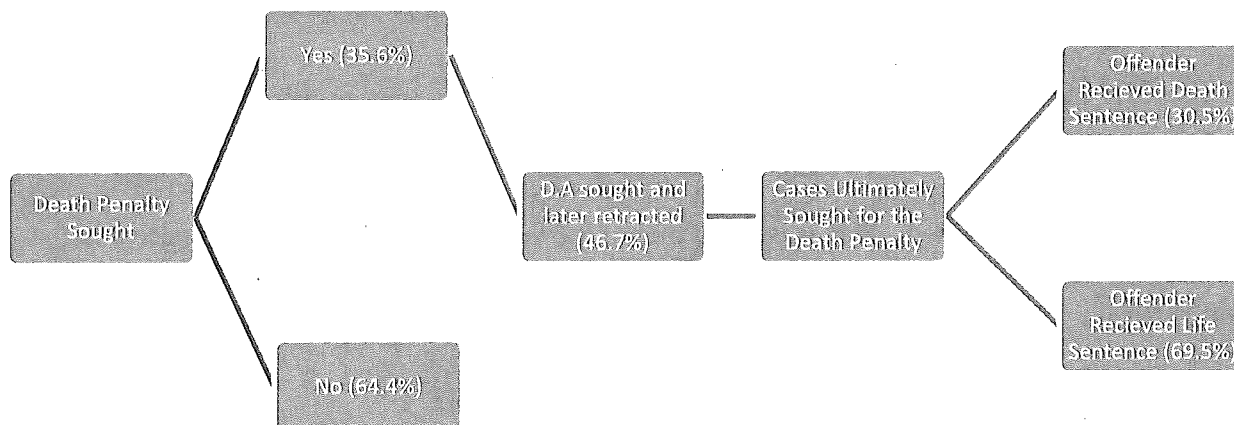 Yes (35.6%)
Death Penalty
Sought
No (64.4%)
D.A sought and
later retracted
(46.7%)
Cases Ultimately
Sought for the
Death Penalty
Offender
Recieved Death
Sentence (30.5%)
Offender
Recieved Life
Sentence (69.5%)